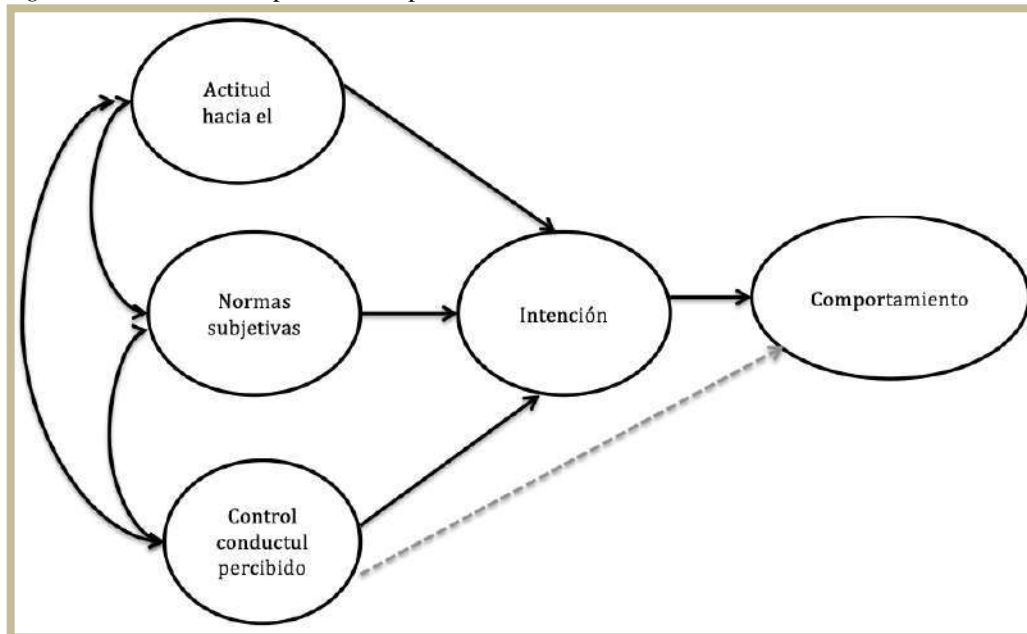 Actitud
hacia el
Normas
subjetivas
Intención
Comportamiento
Control
conductul
percibido